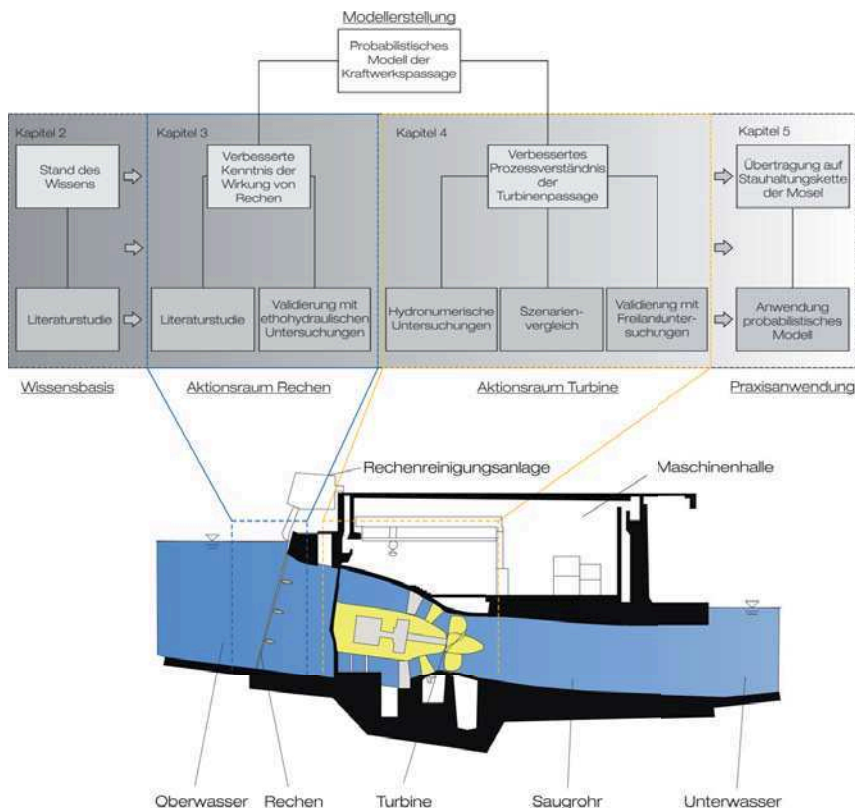 Modellerstellung
Probabilistisches
Modell der
Kraftwerkspassage
Kapitel 2
Stand des
Wissens
Literaturstudie
Wissensbasis
Kapitel 3
Verbesserte
Kenntnis der
Wirkung von
Rechen
Literaturstudie
Validierung mit
ethohydraulischen
Untersuchungen
Aktionsraum Rechen
Kapitel 4
Verbessertes
Prozessverständnis
der
Turbinenpassage
Hydronumerische
Untersuchungen
Szenarien-
vergleich
Validierung mit
Freilandunter-
suchungen
Aktionsraum Turbine
Kapitel 5
Übertragung auf
Stauhaltungskette
der Mosel
Anwendung
probabilistisches
Modell
Praxisanwendung
Rechenreinigungsanlage
Maschinenhalle
Oberwasser
Rechen
Turbine
Saugrohr
Unterwasser